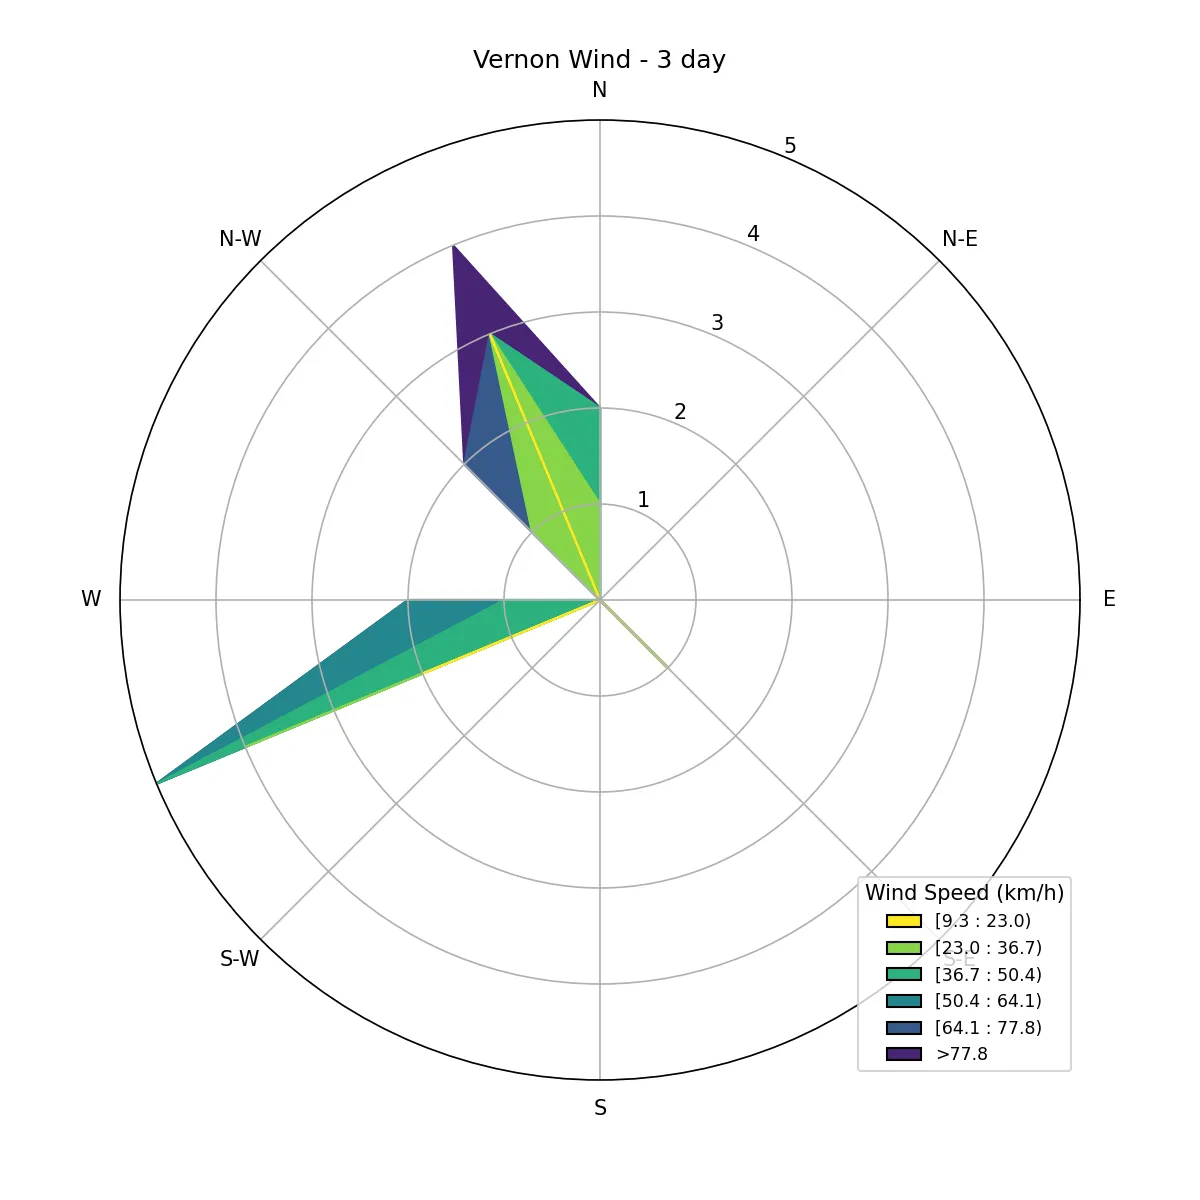 Vernon Wind - 3 day
N
5
N-W
N-E
4
3
2
1
W
E
Wind Speed (km/h)
[9.3 : 23.0)
[23.0 : 36.7)
S-W
S-E
[36.7 : 50.4)
[50.4 : 64.1)
[64.1 : 77.8)
>77.8
S